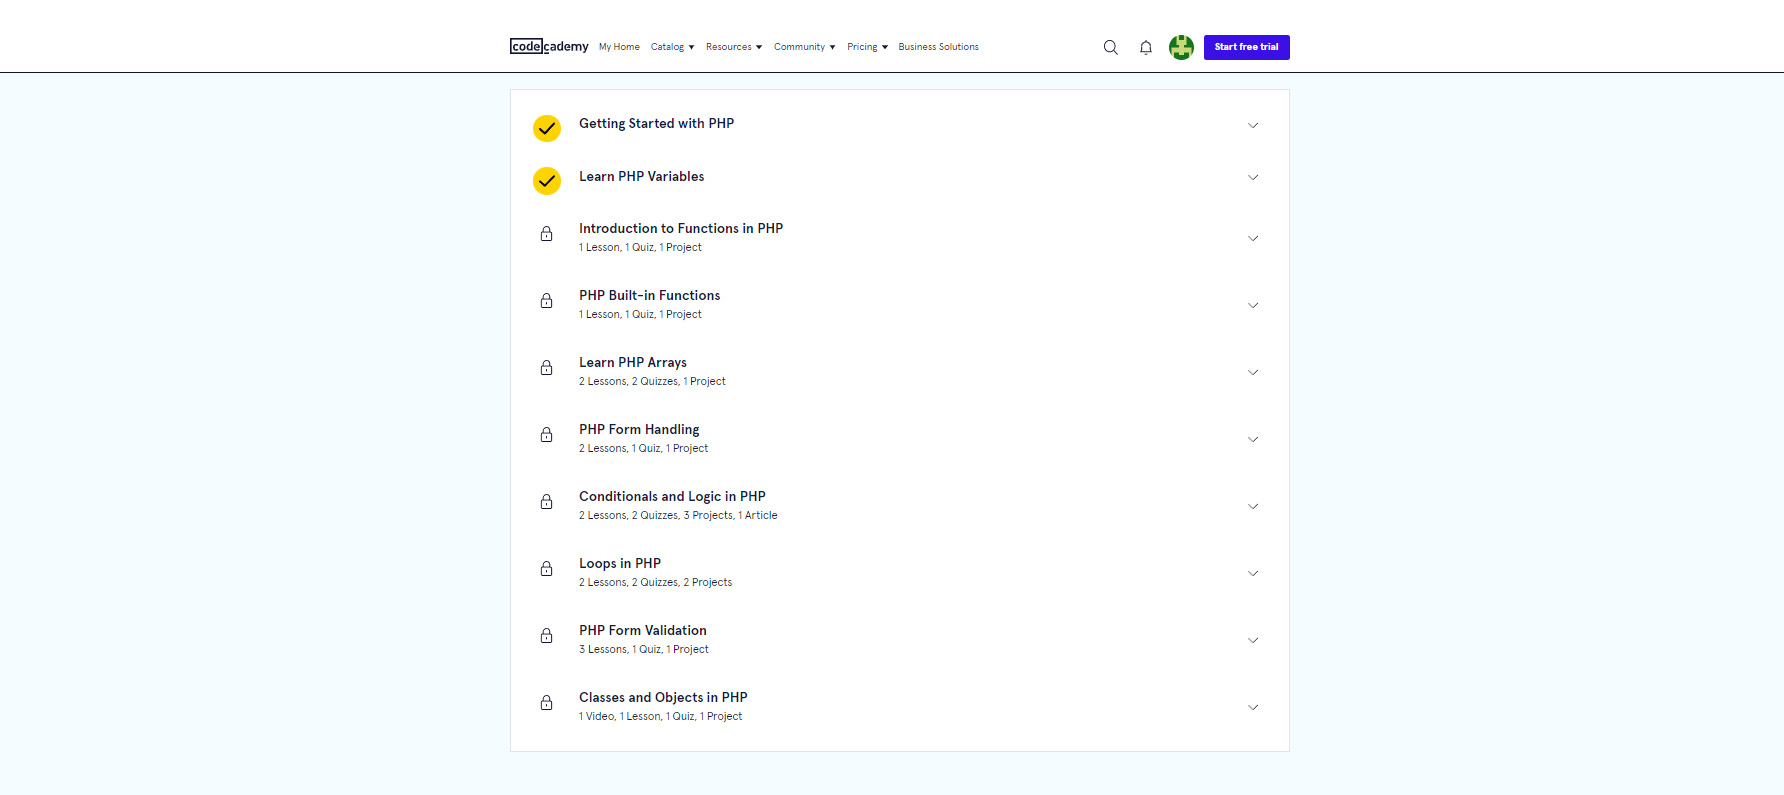 codecademy My Home Catalog Resources Community Pricing Business Solutions Start free trial
Getting Started with PHP
Learn PHP Variables
Introduction to Functions in PHP
1 Lesson, 1 Quiz, 1 Project
PHP Built-in Functions
1 Lesson, 1 Quiz, 1 Project
Learn PHP Arrays
2 Lessons, 2 Quizzes, 1 Project
PHP Form Handling
2 Lessons, 1 Quiz, 1 Project
Conditionals and Logic in PHP
2 Lessons, 2 Quizzes, 3 Projects, 1 Article
Loops in PHP
2 Lessons, 2 Quizzes, 2 Projects
PHP Form Validation
3 Lessons, 1 Quiz, 1 Project
Classes and Objects in PHP
1 Video, 1 Lesson, 1 Quiz, 1 Project